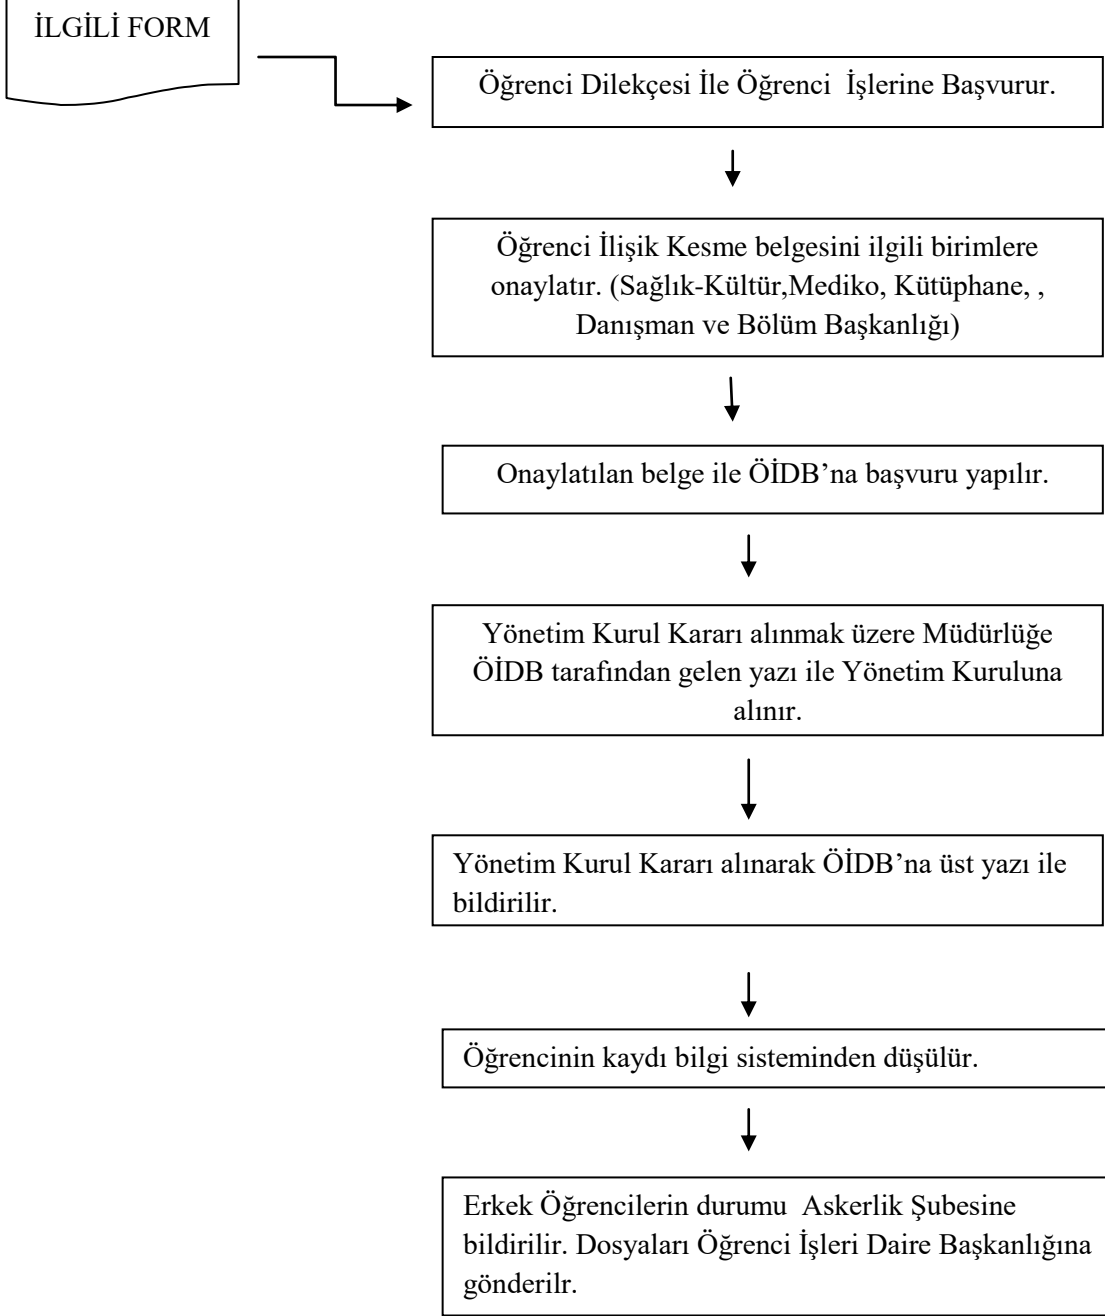 İLGİLİ FORM
Öğrenci Dilekçesi İle Öğrenci  İşlerine Başvurur.
Öğrenci İlişik Kesme belgesini ilgili birimlere
onaylatır. (Sağlık-Kültür,Mediko, Kütüphane, ,
Danışman ve Bölüm Başkanlığı)
Onaylatılan belge ile ÖİDB’na başvuru yapılır.
Yönetim Kurul Kararı alınmak üzere Müdürlüğe
ÖİDB tarafından gelen yazı ile Yönetim Kuruluna
alınır.
Yönetim Kurul Kararı alınarak ÖİDB’na üst yazı ile
bildirilir.
Öğrencinin kaydı bilgi sisteminden düşülür.
Erkek Öğrencilerin durumu  Askerlik Şubesine
bildirilir. Dosyaları Öğrenci İşleri Daire Başkanlığına
gönderilr.